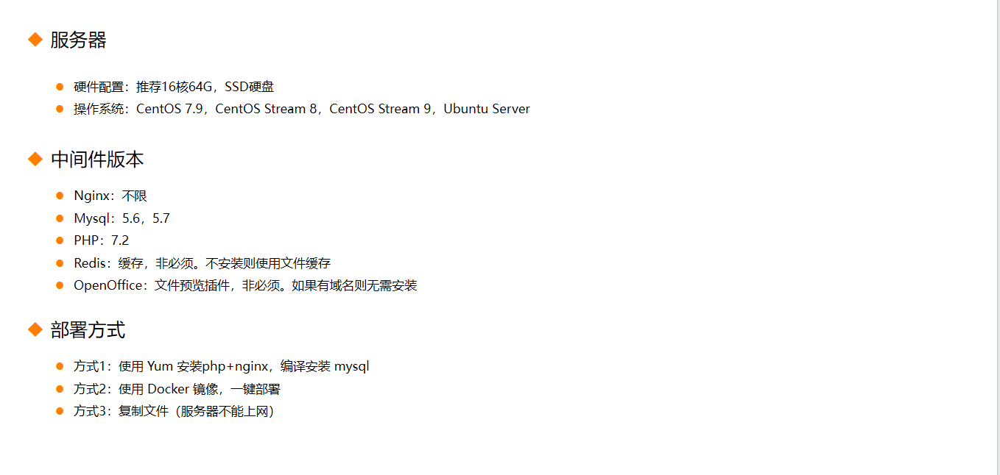 服务器
硬件配置：推荐16核64G，SSD硬盘
操作系统：CentOS 7.9，CentOS Stream 8，CentOS Stream 9，Ubuntu Server
中间件版本
Nginx：不限
Mysql：5.6，5.7
PHP：7.2
Redis：缓存，非必须。不安装则使用文件缓存
OpenOffice：文件预览插件，非必须。如果有域名则无需安装
部署方式
方式1：使用 Yum 安装php+nginx，编译安装 mysql
方式2：使用 Docker 镜像，一键部署
方式3：复制文件（服务器不能上网）